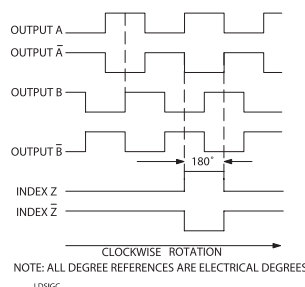 OUTPUT A
OUTPUT A̅
OUTPUT B
OUTPUT B̅
180°
INDEX Z
INDEX Z̅
CLOCKWISE ROTATION
NOTE: ALL DEGREE REFERENCES ARE ELECTRICAL DEGREES